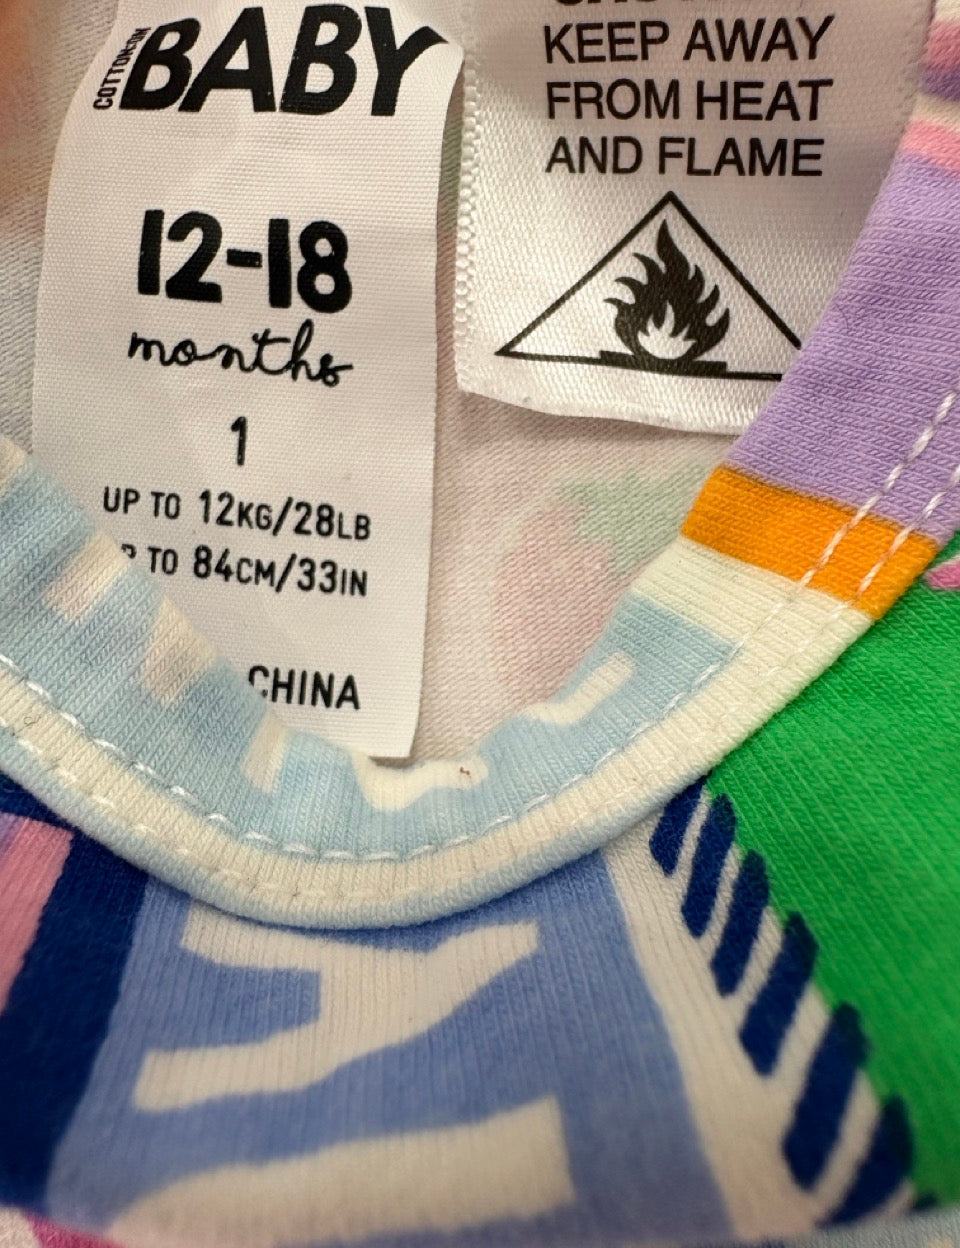 COTTON:ON
BABY
12-18
months
1
UP TO 12KG/28LB
TO 84CM/33IN
CHINA
KEEP AWAY
FROM HEAT
AND FLAME